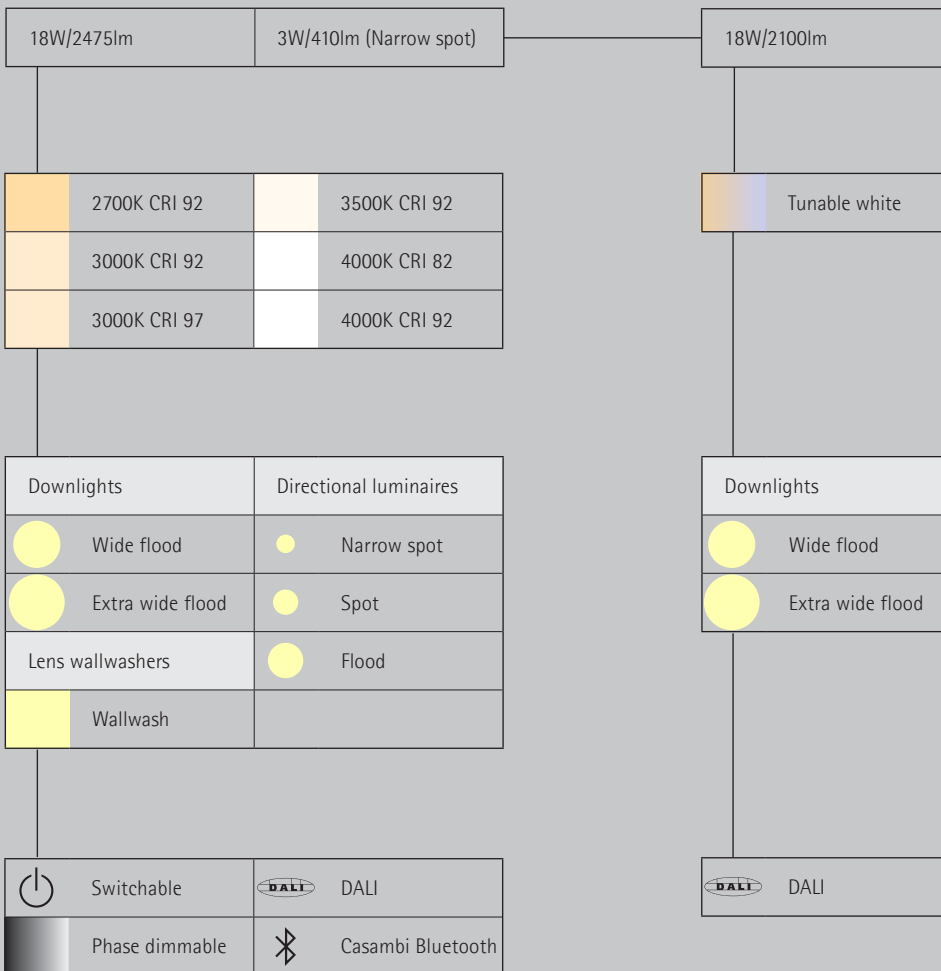 18W/2475lm
3W/410lm (Narrow spot)
18W/2100lm
2700K CRI 92
3500K CRI 92
Tunable white
3000K CRI 92
4000K CRI 82
3000K CRI 97
4000K CRI 92
Downlights
Directional luminaires
Downlights
Wide flood
Narrow spot
Wide flood
Extra wide flood
Spot
Extra wide flood
Lens wallwashers
Flood
Wallwash
Switchable
DALI
DALI
DALI
DALI
Phase dimmable
Casambi Bluetooth